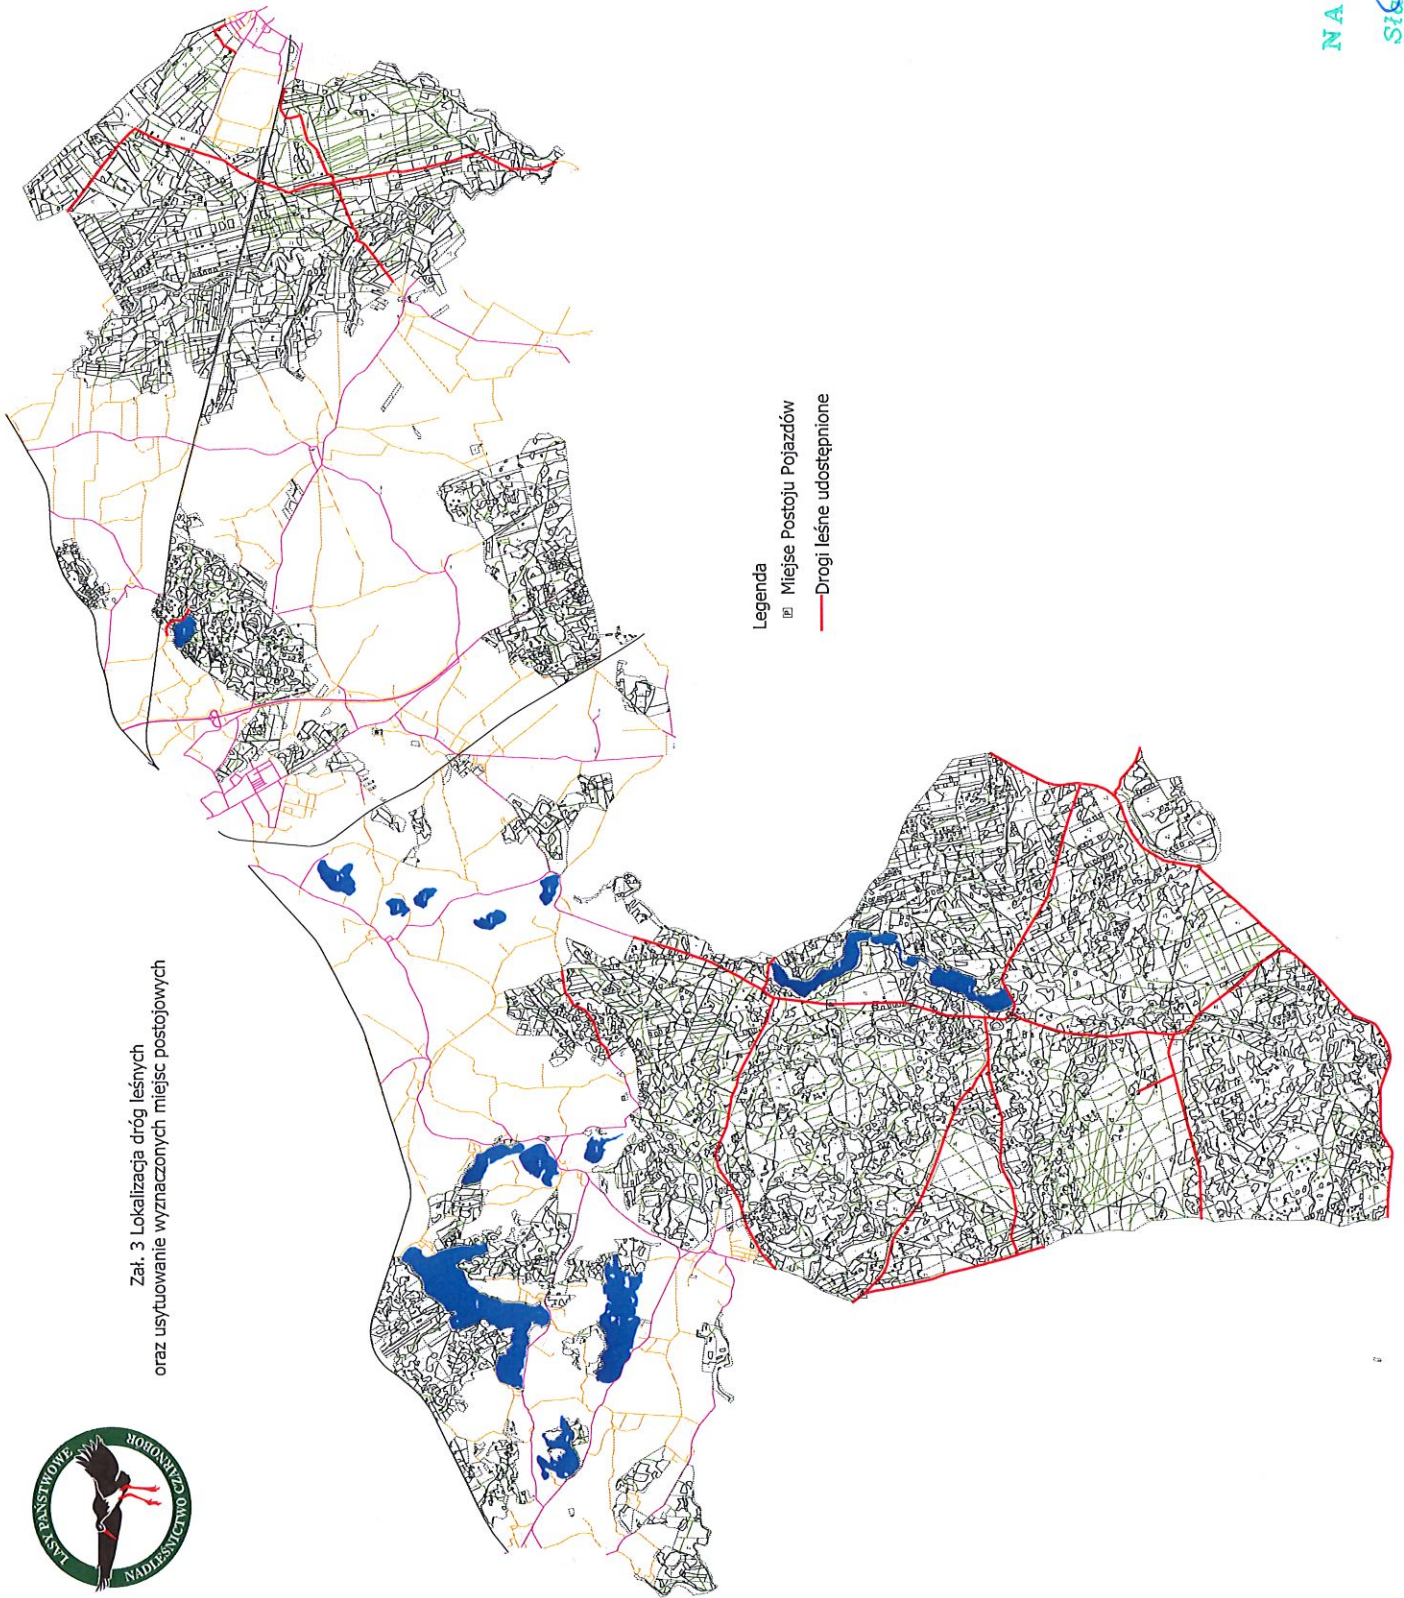 LASY PAŃSTWOWE
NADLEŚNICTWO CZARNOBÓR
Zał. 3 Lokalizacja dróg leśnych
oraz usytuowanie wyznaczonych miejsc postojowych
Legenda
P Miejse Postoju Pojazdów
Drogi leśne udostępnione
NA